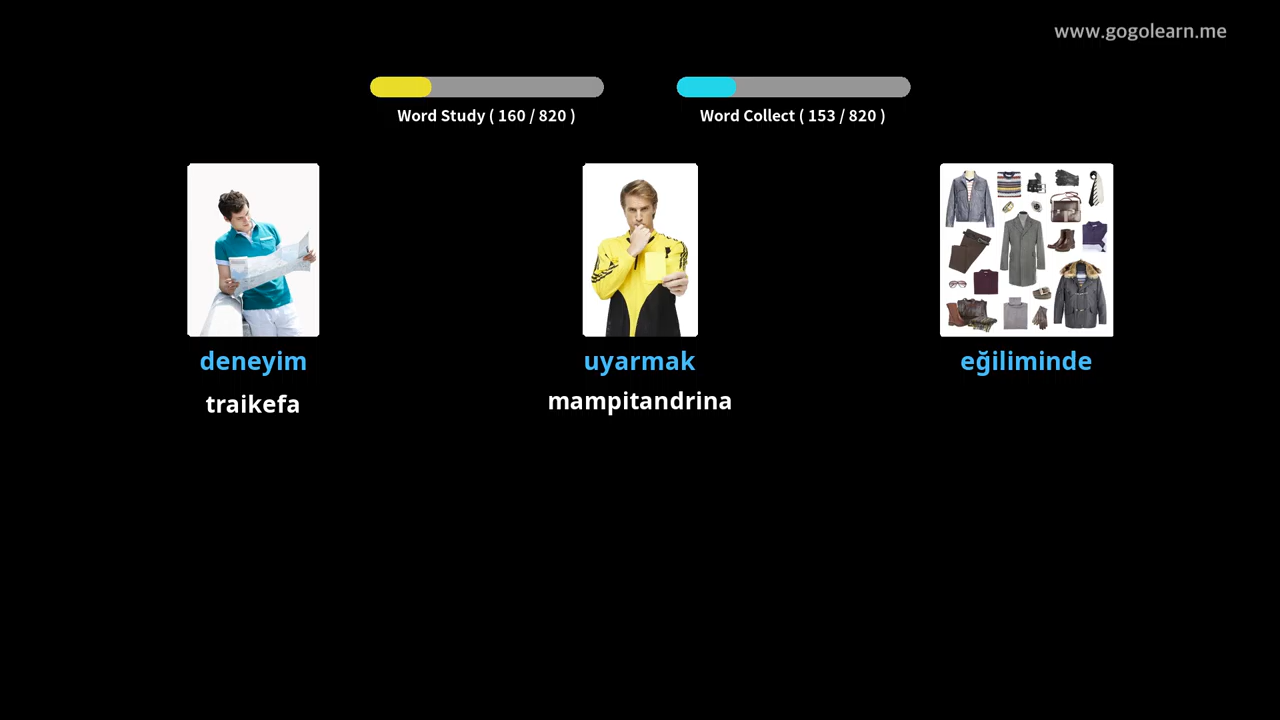 www.gogolearn.me
Word Study ( 160 / 820 )
Word Collect ( 153 / 820 )
deneyim
uyarmak
eğiliminde
traikefa
mampitandrina